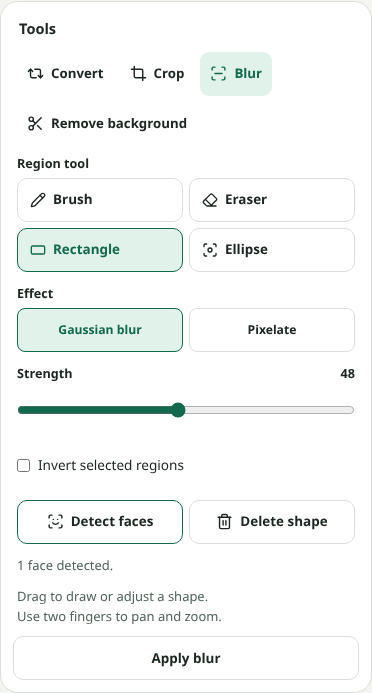 Tools
Convert Crop Blur
Remove background
Region tool
Brush Eraser
Rectangle Ellipse
Effect
Gaussian blur Pixelate
Strength 48
Invert selected regions
Detect faces Delete shape
1 face detected.
Drag to draw or adjust a shape.
Use two fingers to pan and zoom.
Apply blur